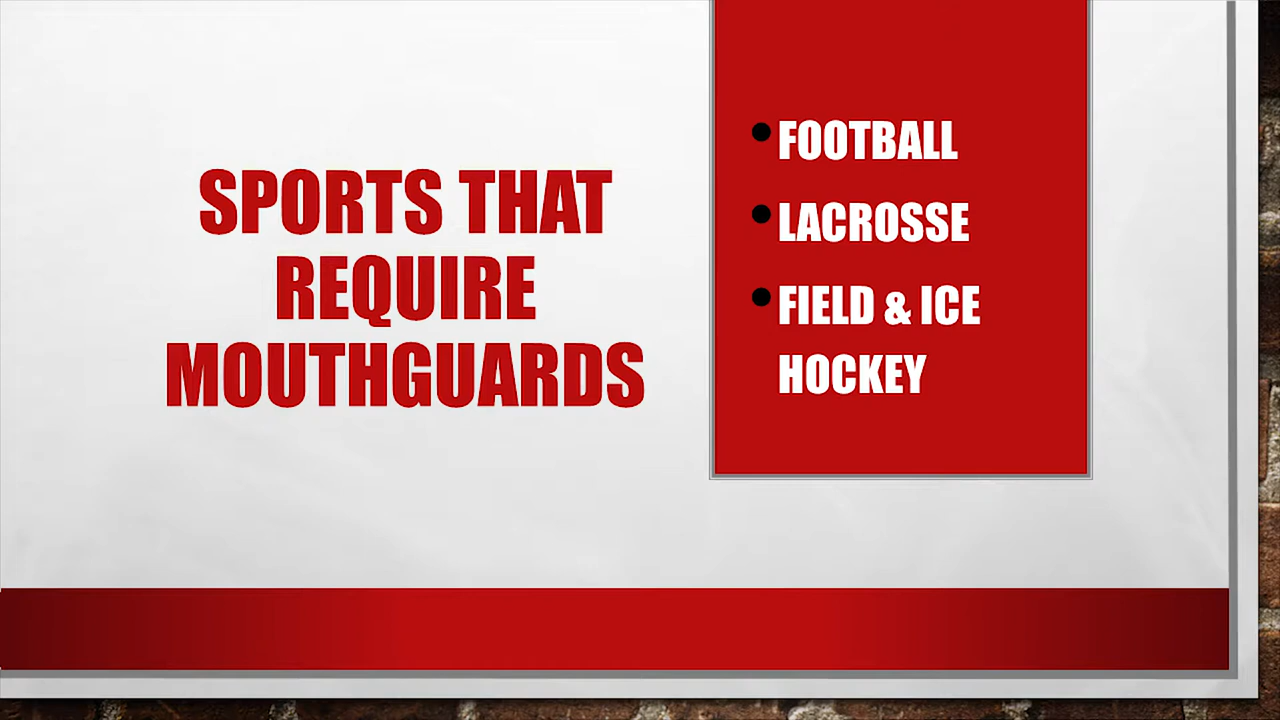 SPORTS THAT
REQUIRE
MOUTHGUARDS
• FOOTBALL
• LACROSSE
• FIELD & ICE
HOCKEY